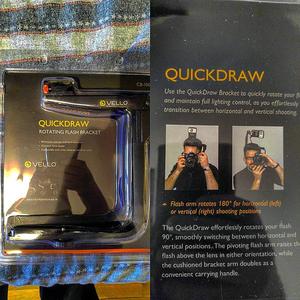 VELLO
QUICKDRAW
ROTATING FLASH BRACKET
VELLO
QUICKDRAW
Use the QuickDraw Bracket to quickly rotate your
and maintain full lighting control, as you effortlessly
transition between horizontal and vertical shooting.
Flash arm rotates 180° for horizontal (left)
or vertical (right) shooting positions
The QuickDraw effortlessly rotates your flash
90°, smoothly switching between horizontal and
vertical positions. The pivoting flash arm raises the
flash above the lens in either orientation, while
the cushioned bracket arm doubles as a
convenient carrying handle.